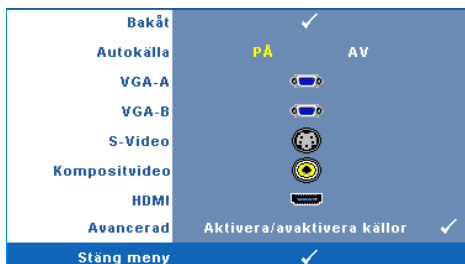 Bakåt
Autokälla PÅ AV
VGA-A
VGA-B
S-Video
Kompositvideo
HDMI
Avancerad Aktivera/avaktivera källor
Stäng meny